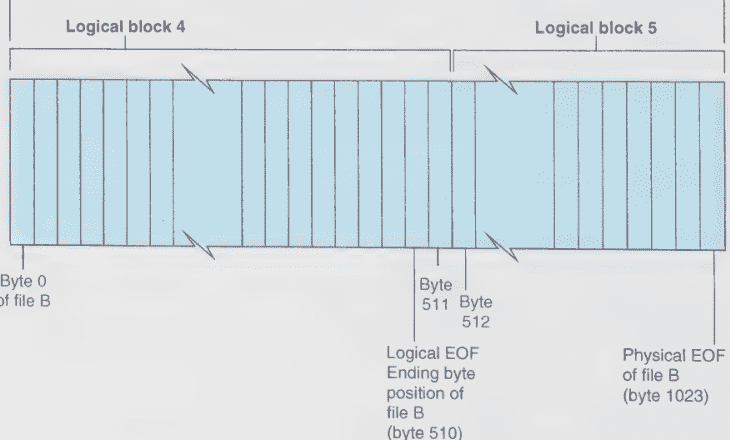 Logical block 4
Logical block 5
Byte 0
of file B
Byte
511
Byte
512
Logical EOF
Ending byte
position of
file B
(byte 510)
Physical EOF
of file B
(byte 1023)